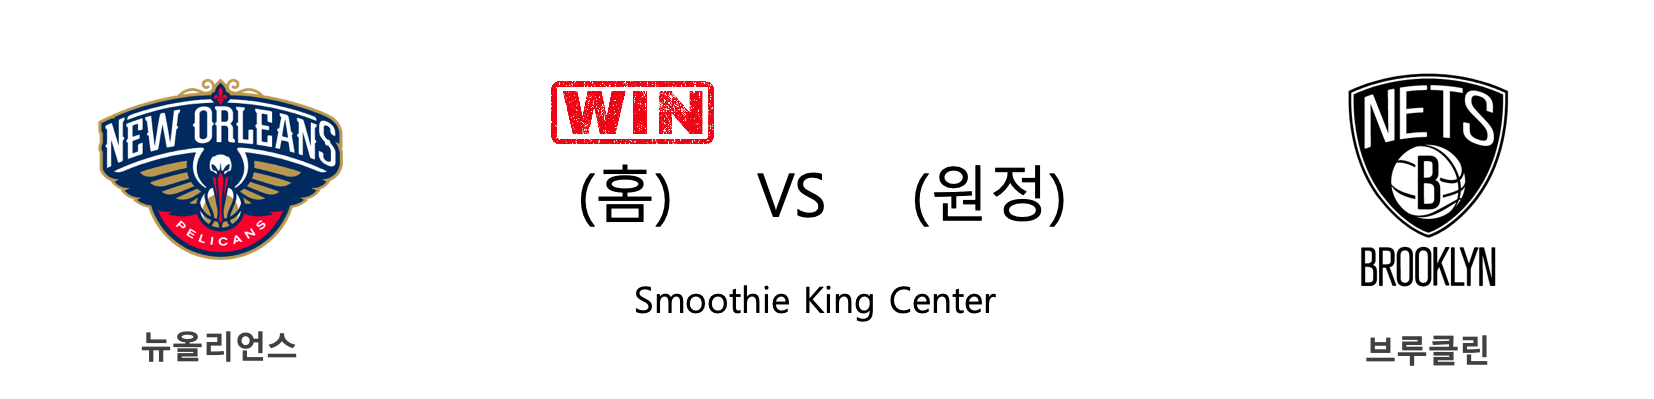 NEW ORLEANS
PELICANS
뉴올리언스
WIN
(홈) VS (원정)
Smoothie King Center
NETS
B
BROOKLYN
브루클린